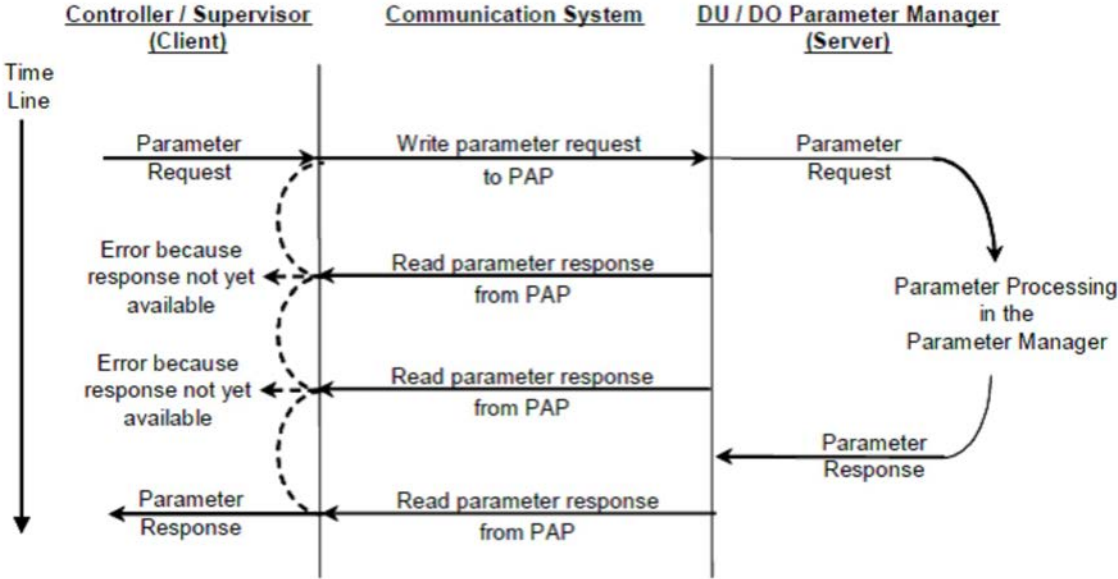 Controller / Supervisor
(Client)
Communication System
DU / DO Parameter Manager
(Server)
Time
Line
Parameter
Request
Write parameter request
to PAP
Parameter
Request
Error because
response not yet
available
Read parameter response
from PAP
Parameter Processing
in the
Parameter Manager
Error because
response not yet
available
Read parameter response
from PAP
Parameter
Response
Parameter
Response
Read parameter response
from PAP